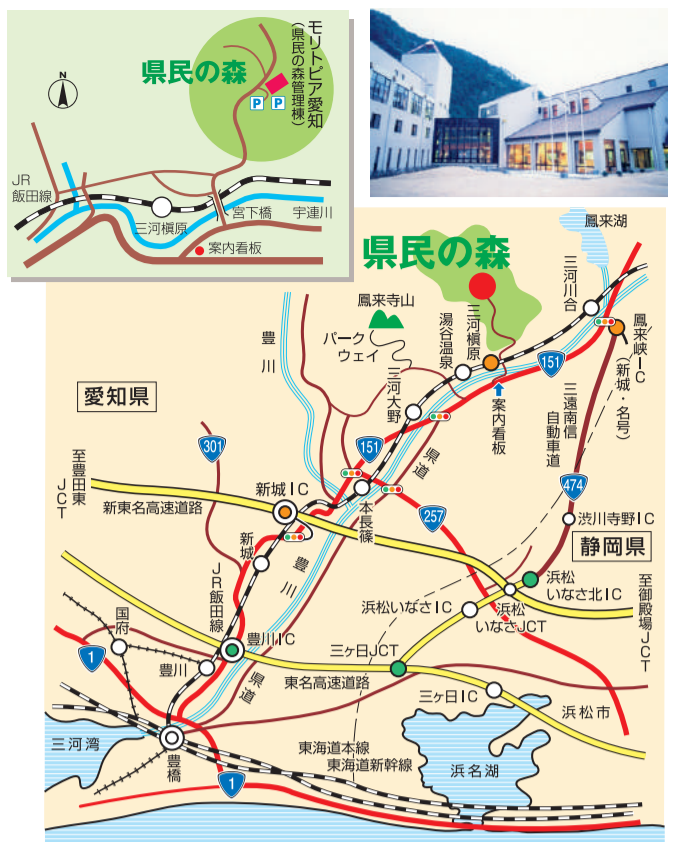 モリトピア愛知
(県民の森管理棟)
県民の森
P
P
N
JR
飯田線
三河槇原
宮下橋
宇連川
案内看板
県民の森
鳳来湖
三河川合
鳳来峡IC
(新城・名号)
鳳来寺山
パーク
ウェイ
豊川
湯谷温泉
三河槇原
151
案内看板
三河大野
三遠南信
自動車道
愛知県
301
151
県道
474
至豊田東
JCT
新城IC
新東名高速道路
本長篠
257
渋川寺野IC
静岡県
新城
豊川
浜松
いなさ北IC
JR飯田線
浜松いなさIC
浜松
いなさJCT
至御殿場JCT
国府
豊川IC
三ヶ日JCT
1
豊川
県道
東名高速道路
三ヶ日IC
浜松市
三河湾
豊橋
東海道本線
東海道新幹線
浜名湖
1